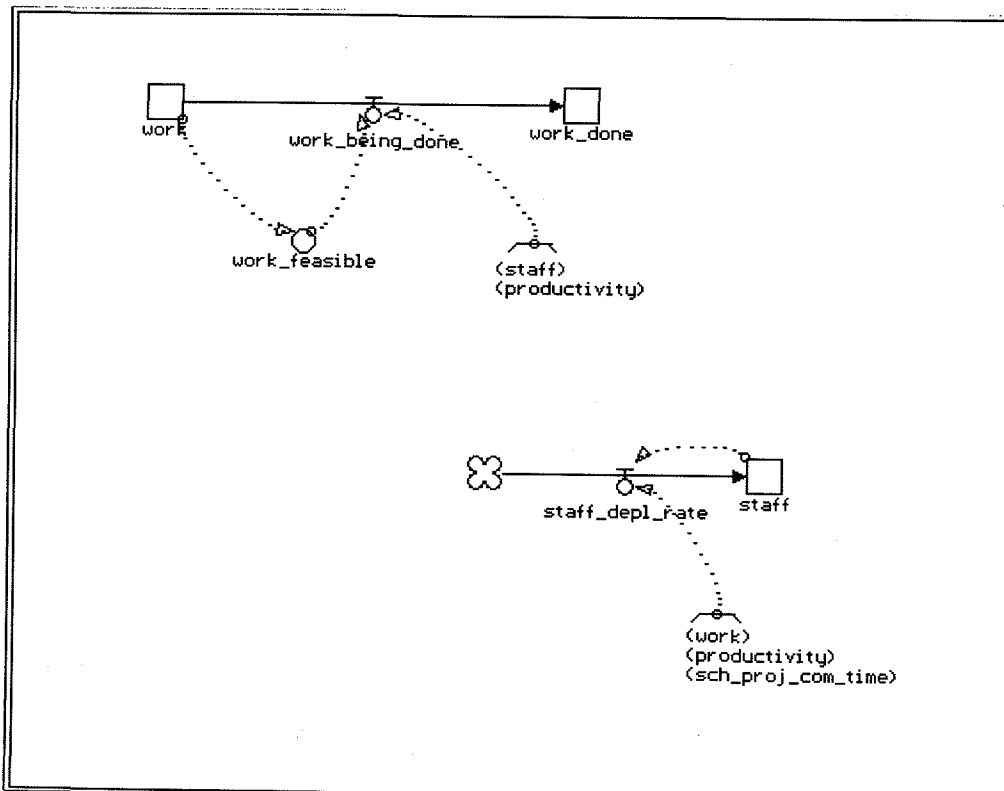 work
work_being_done
work_done
work_feasible
(staff)
(productivity)
staff_depl_rate
staff
(work)
(productivity)
(sch_proj_com_time)